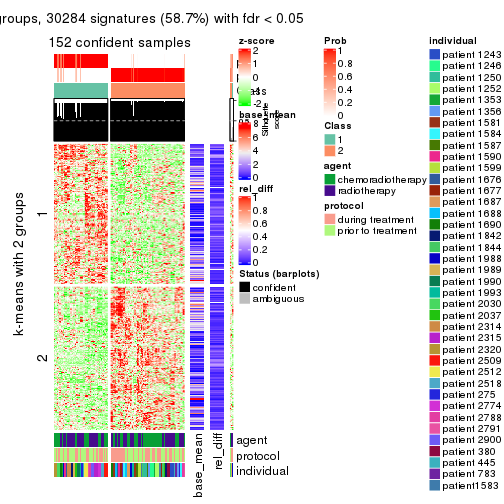 groups, 30284 signatures (58.7%) with fdr < 0.05
152 confident samples
k-means with 2 groups
1
2
agent
protocol
individual
base_mean
rel_diff
Silhouette
score
z-score
2
1
0
-1
-2
base_mean
8
6
4
2
0
rel_diff
1
0.8
0.6
0.4
0.2
0
Status (barplots)
confident
ambiguous
Prob
1
0.8
0.6
0.4
0.2
0
Class
1
2
agent
chemoradiotherapy
radiotherapy
protocol
during treatment
prior to treatment
individual
patient 1243
patient 1246
patient 1250
patient 1252
patient 1353
patient 1356
patient 1581
patient 1584
patient 1587
patient 1590
patient 1599
patient 1676
patient 1677
patient 1687
patient 1688
patient 1690
patient 1842
patient 1844
patient 1988
patient 1989
patient 1990
patient 1993
patient 2030
patient 2037
patient 2314
patient 2315
patient 2320
patient 2509
patient 2512
patient 2518
patient 275
patient 2774
patient 2788
patient 2791
patient 2900
patient 380
patient 445
patient 783
patient1583